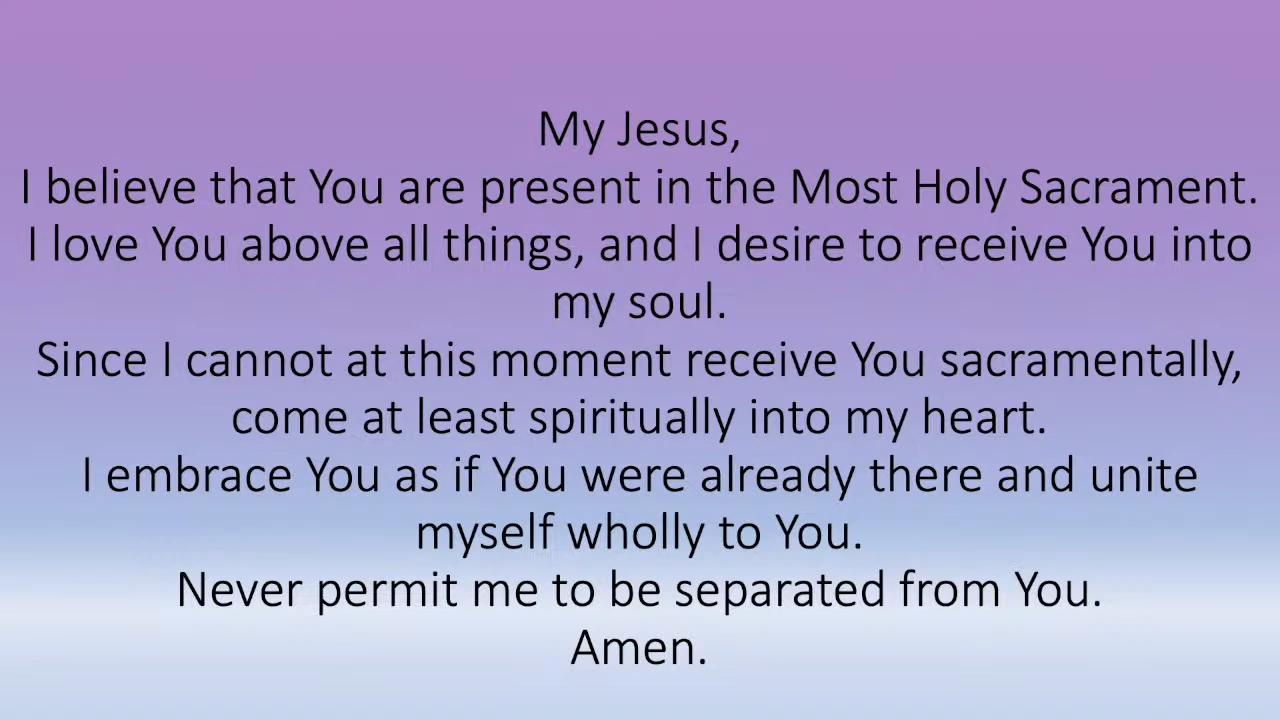 My Jesus,
I believe that You are present in the Most Holy Sacrament.
I love You above all things, and I desire to receive You into
my soul.
Since I cannot at this moment receive You sacramentally,
come at least spiritually into my heart.
I embrace You as if You were already there and unite
myself wholly to You.
Never permit me to be separated from You.
Amen.